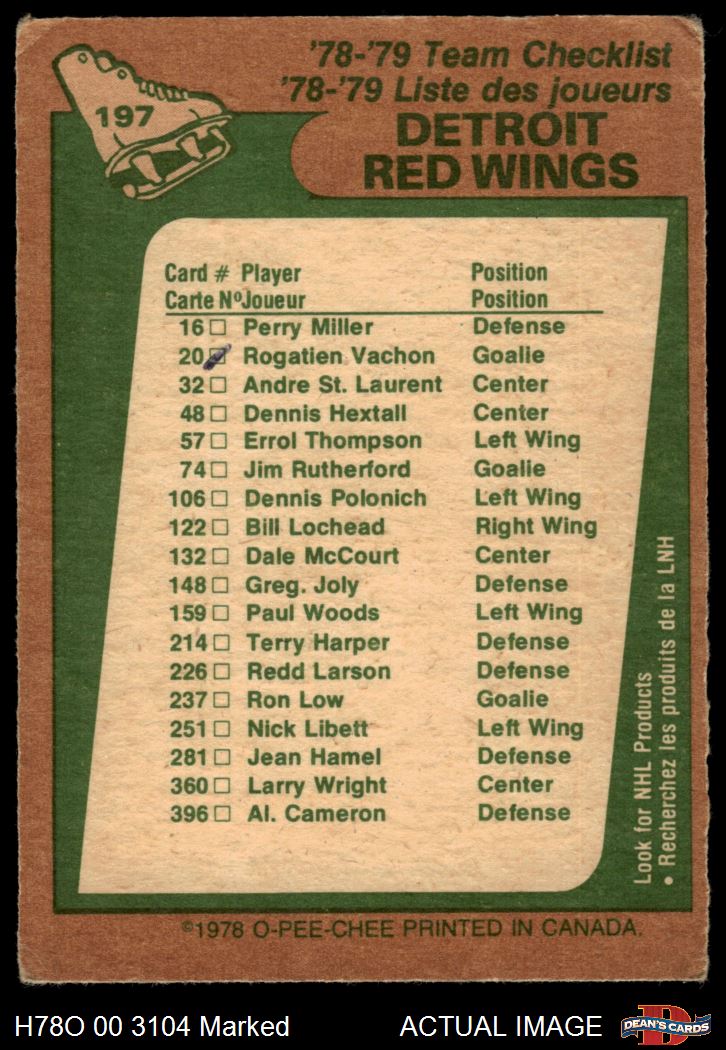 '78-'79 Team Checklist
'78-'79 Liste des joueurs
197
DETROIT
RED WINGS
Card # Player Position
Carte Nº Joueur Position
16 □ Perry Miller Defense
20 ☑ Rogatien Vachon Goalie
32 □ Andre St. Laurent Center
48 □ Dennis Hextall Center
57 □ Errol Thompson Left Wing
74 □ Jim Rutherford Goalie
106 □ Dennis Polonich Left Wing
122 □ Bill Lochead Right Wing
132 □ Dale McCourt Center
148 □ Greg. Joly Defense
159 □ Paul Woods Left Wing
214 □ Terry Harper Defense
226 □ Redd Larson Defense
237 □ Ron Low Goalie
251 □ Nick Libett Left Wing
281 □ Jean Hamel Defense
360 □ Larry Wright Center
396 □ Al. Cameron Defense
Look for NHL Products
• Recherchez les produits de la LNH
©1978 O-PEE-CHEE PRINTED IN CANADA.
H78O 00 3104 Marked ACTUAL IMAGE
D
DEAN'S CARDS